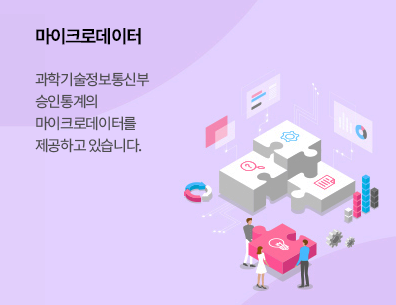 마이크로데이터
과학기술정보통신부
승인통계의
마이크로데이터를
제공하고 있습니다.